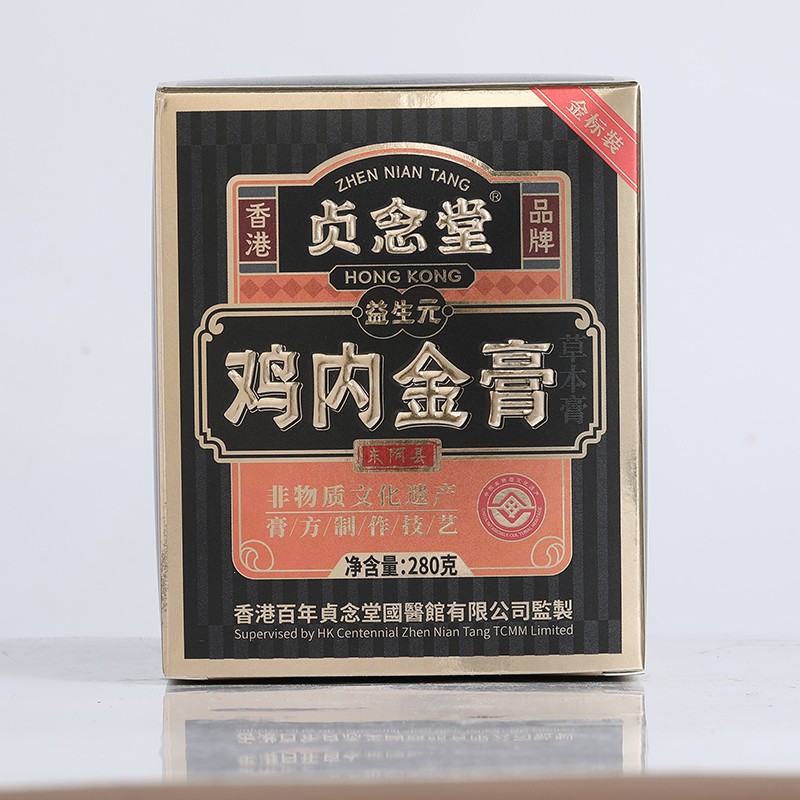 金标装
ZHEN NIAN TANG
香港
贞念堂®
品牌
HONG KONG
益生元
鸡内金膏
草本膏
东阿县
非物质文化遗产
膏/方/制/作/技/艺
净含量:280克
香港百年貞念堂國醫館有限公司監製
Supervised by HK Centennial Zhen Nian Tang TCMM Limited